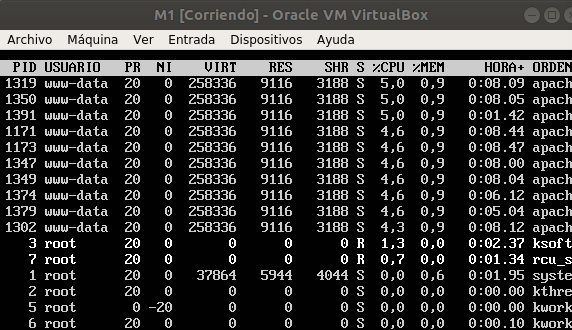 M1 [Corriendo] - Oracle VM VirtualBox
Archivo Máquina Ver Entrada Dispositivos Ayuda
PID USUARIO PR NI VIRT RES SHR S %CPU %MEM HORA+ ORDEN
1319 www-data 20 0 258336 9116 3188 S 5,0 0,9 0:08.09 apach
1350 www-data 20 0 258336 9116 3188 S 5,0 0,9 0:08.05 apach
1391 www-data 20 0 258336 9116 3188 S 5,0 0,9 0:01.42 apach
1171 www-data 20 0 258336 9116 3188 S 4,6 0,9 0:08.44 apach
1173 www-data 20 0 258336 9116 3188 S 4,6 0,9 0:08.47 apach
1347 www-data 20 0 258336 9116 3188 S 4,6 0,9 0:08.00 apach
1349 www-data 20 0 258336 9116 3188 S 4,6 0,9 0:08.04 apach
1374 www-data 20 0 258336 9116 3188 S 4,6 0,9 0:06.12 apach
1379 www-data 20 0 258336 9116 3188 S 4,6 0,9 0:05.04 apach
1302 www-data 20 0 258336 9116 3188 S 4,3 0,9 0:08.12 apach
3 root 20 0 0 0 0 R 1,3 0,0 0:02.37 ksoft
7 root 20 0 0 0 0 R 0,7 0,0 0:01.34 rcu_s
1 root 20 0 37864 5944 4044 S 0,0 0,6 0:01.95 syste
2 root 20 0 0 0 0 S 0,0 0,0 0:00.00 kthre
5 root 0 -20 0 0 0 S 0,0 0,0 0:00.00 kwork
6 root 20 0 0 0 0 S 0,0 0,0 0:00.10 kwork